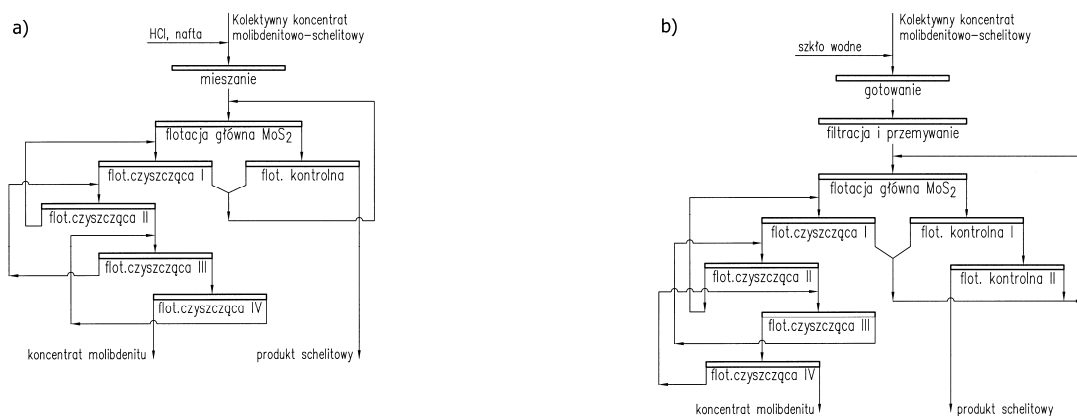 a)
Kolektywny koncentrat
molibdenitowo-schelitowy
HCl, nafta
mieszanie
flotacja główna MoS2
flot.czyszcząca I
flot. kontrolna
flot.czyszcząca II
flot.czyszcząca III
flot.czyszcząca IV
koncentrat molibdenitu
produkt schelitowy
b)
Kolektywny koncentrat
molibdenitowo-schelitowy
szkło wodne
gotowanie
filtracja i przemywanie
flotacja główna MoS2
flot.czyszcząca I
flot. kontrolna I
flot.czyszcząca II
flot. kontrolna II
flot.czyszcząca III
flot.czyszcząca IV
koncentrat molibdenitu
produkt schelitowy